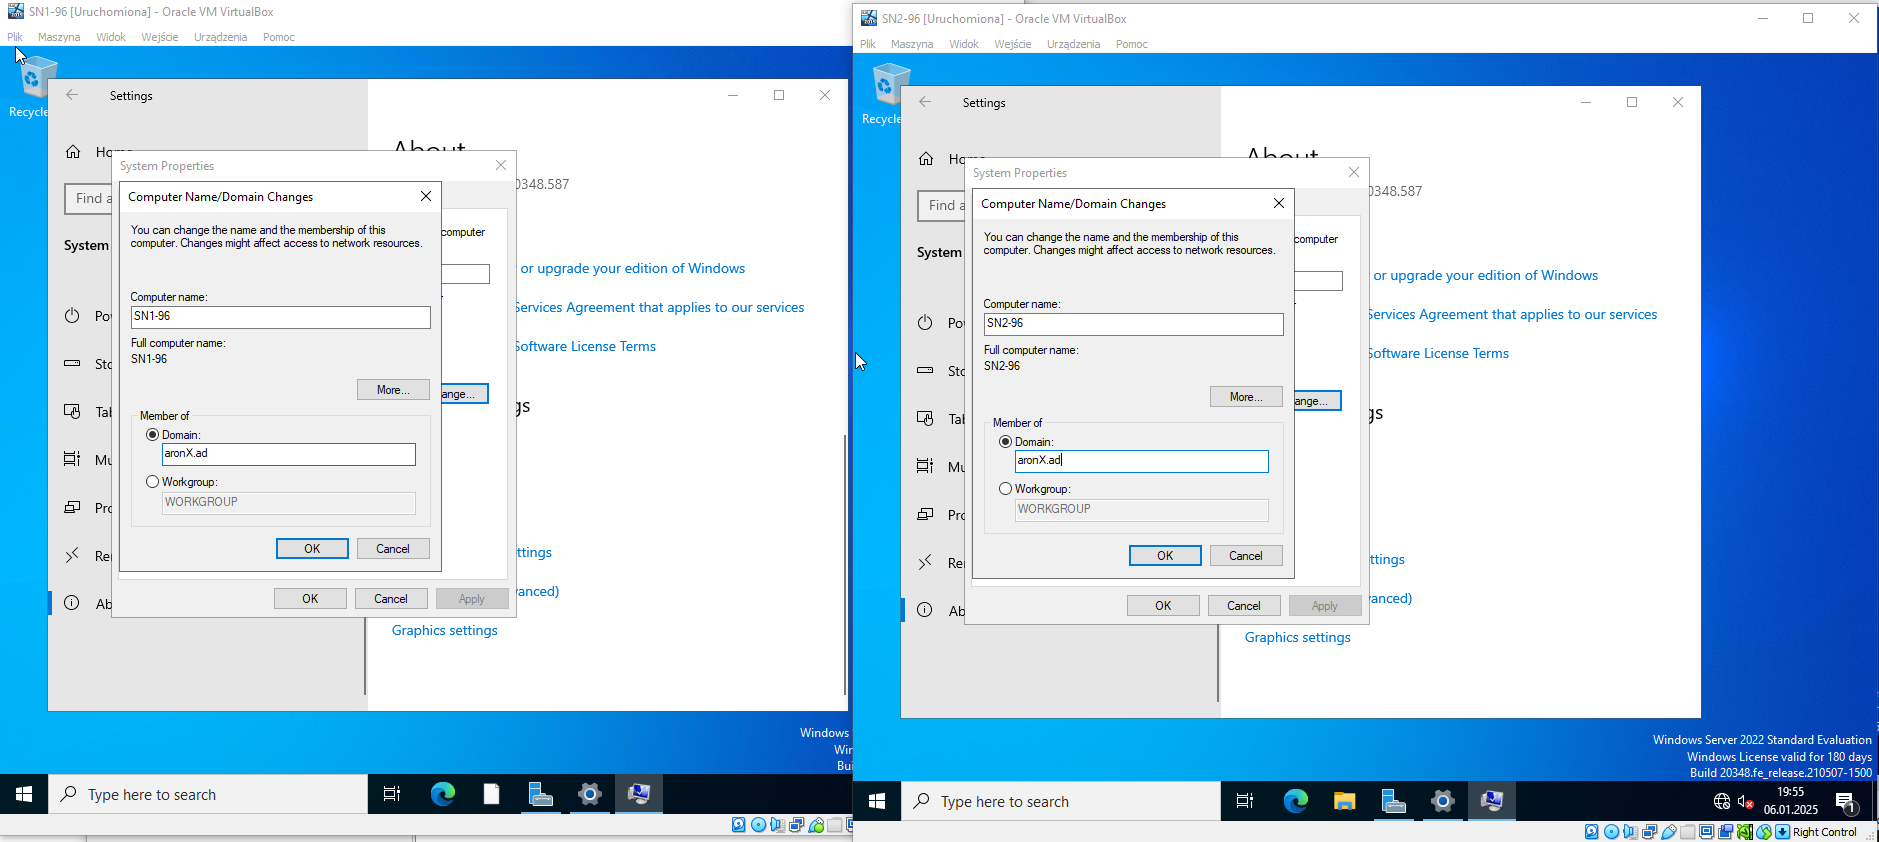 SN1-96 [Uruchomiona] - Oracle VM VirtualBox
Plik Maszyna Widok Wejście Urządzenia Pomoc
Recycle
Settings
About
Home
System Properties
0348.587
Find a
Computer Name/Domain Changes
You can change the name and the membership of this
computer. Changes might affect access to network resources.
computer
System
or upgrade your edition of Windows
Computer name:
Services Agreement that applies to our services
SN1-96
Po
Full computer name:
Software License Terms
SN1-96
Sto
More...
ange...
Member of
gs
Tab
Domain:
aronX.ad
Mu
Workgroup:
WORKGROUP
Pro
OK Cancel
ttings
Re
vanced)
OK Cancel Apply
Ab
Graphics settings
Windows
Win
Bui
Type here to search
SN2-96 [Uruchomiona] - Oracle VM VirtualBox
Plik Maszyna Widok Wejście Urządzenia Pomoc
Recycle
Settings
About
Home
System Properties
0348.587
Find a
Computer Name/Domain Changes
You can change the name and the membership of this
computer. Changes might affect access to network resources.
computer
System
or upgrade your edition of Windows
Computer name:
Services Agreement that applies to our services
SN2-96
Po
Full computer name:
Software License Terms
SN2-96
Sto
More...
ange...
Member of
gs
Tab
Domain:
aronX.ad
Mu
Workgroup:
WORKGROUP
Pro
OK Cancel
ttings
Re
vanced)
OK Cancel Apply
Ab
Graphics settings
Windows Server 2022 Standard Evaluation
Windows License valid for 180 days
Build 20348.fe_release.210507-1500
Type here to search
19:55
06.01.2025
1
Right Control